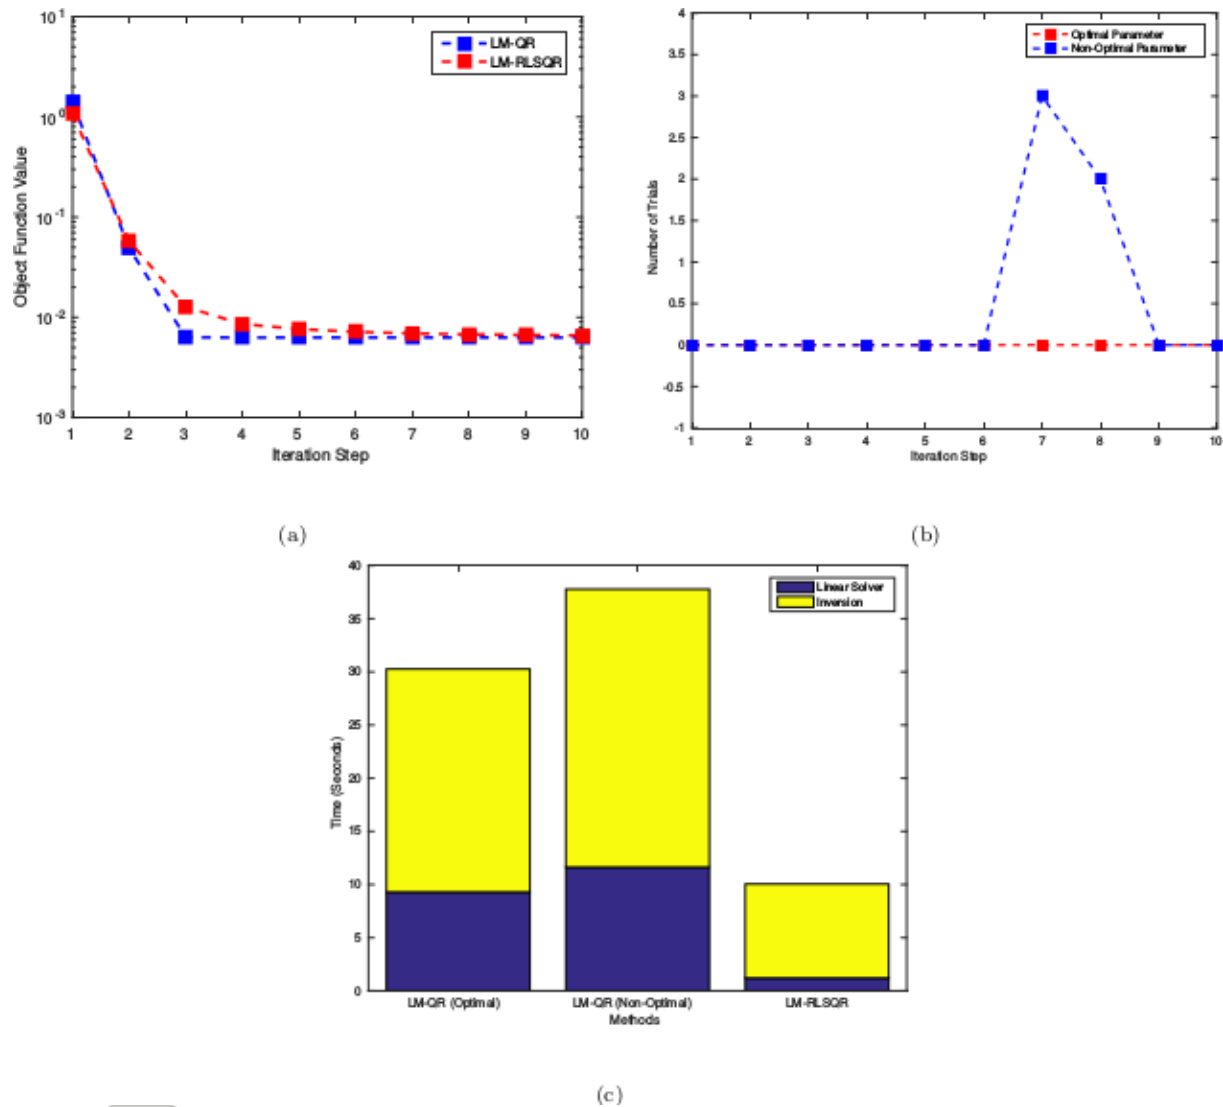 10^1
10^0
10^-1
10^-2
10^-3
Object Function Value
LM-QR
LM-RLSQR
1 2 3 4 5 6 7 8 9 10
Iteration Step
(a)
4
3.5
3
2.5
2
1.5
1
0.5
0
-0.5
-1
Number of Trials
Optimal Parameter
Non-Optimal Parameter
1 2 3 4 5 6 7 8 9 10
Iteration Step
(b)
40
35
30
25
20
15
10
5
0
Time (Seconds)
Linear Solver
Inversion
LM-QR (Optimal) LM-QR (Non-Optimal) LM-RLSQR
Methods
(c)